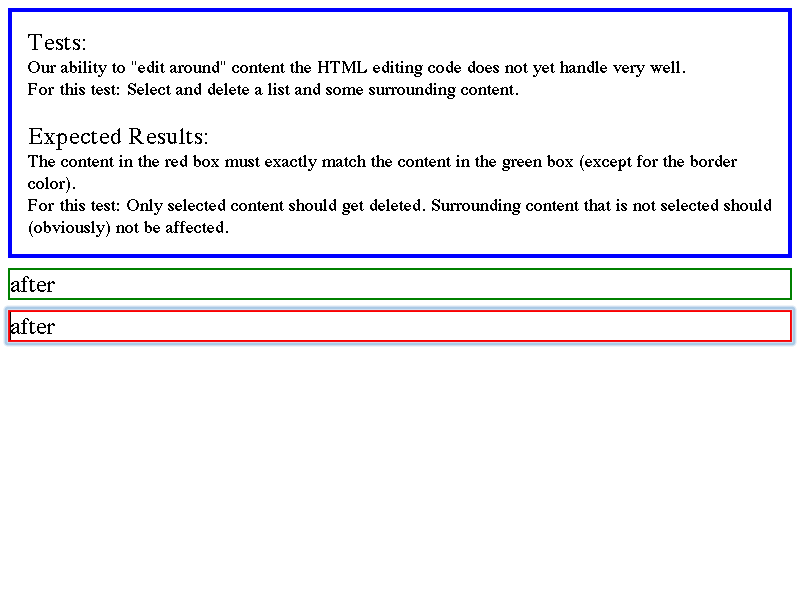 Tests:
Our ability to "edit around" content the HTML editing code does not yet handle very well.
For this test: Select and delete a list and some surrounding content.
Expected Results:
The content in the red box must exactly match the content in the green box (except for the border
color).
For this test: Only selected content should get deleted. Surrounding content that is not selected should
(obviously) not be affected.
after
after